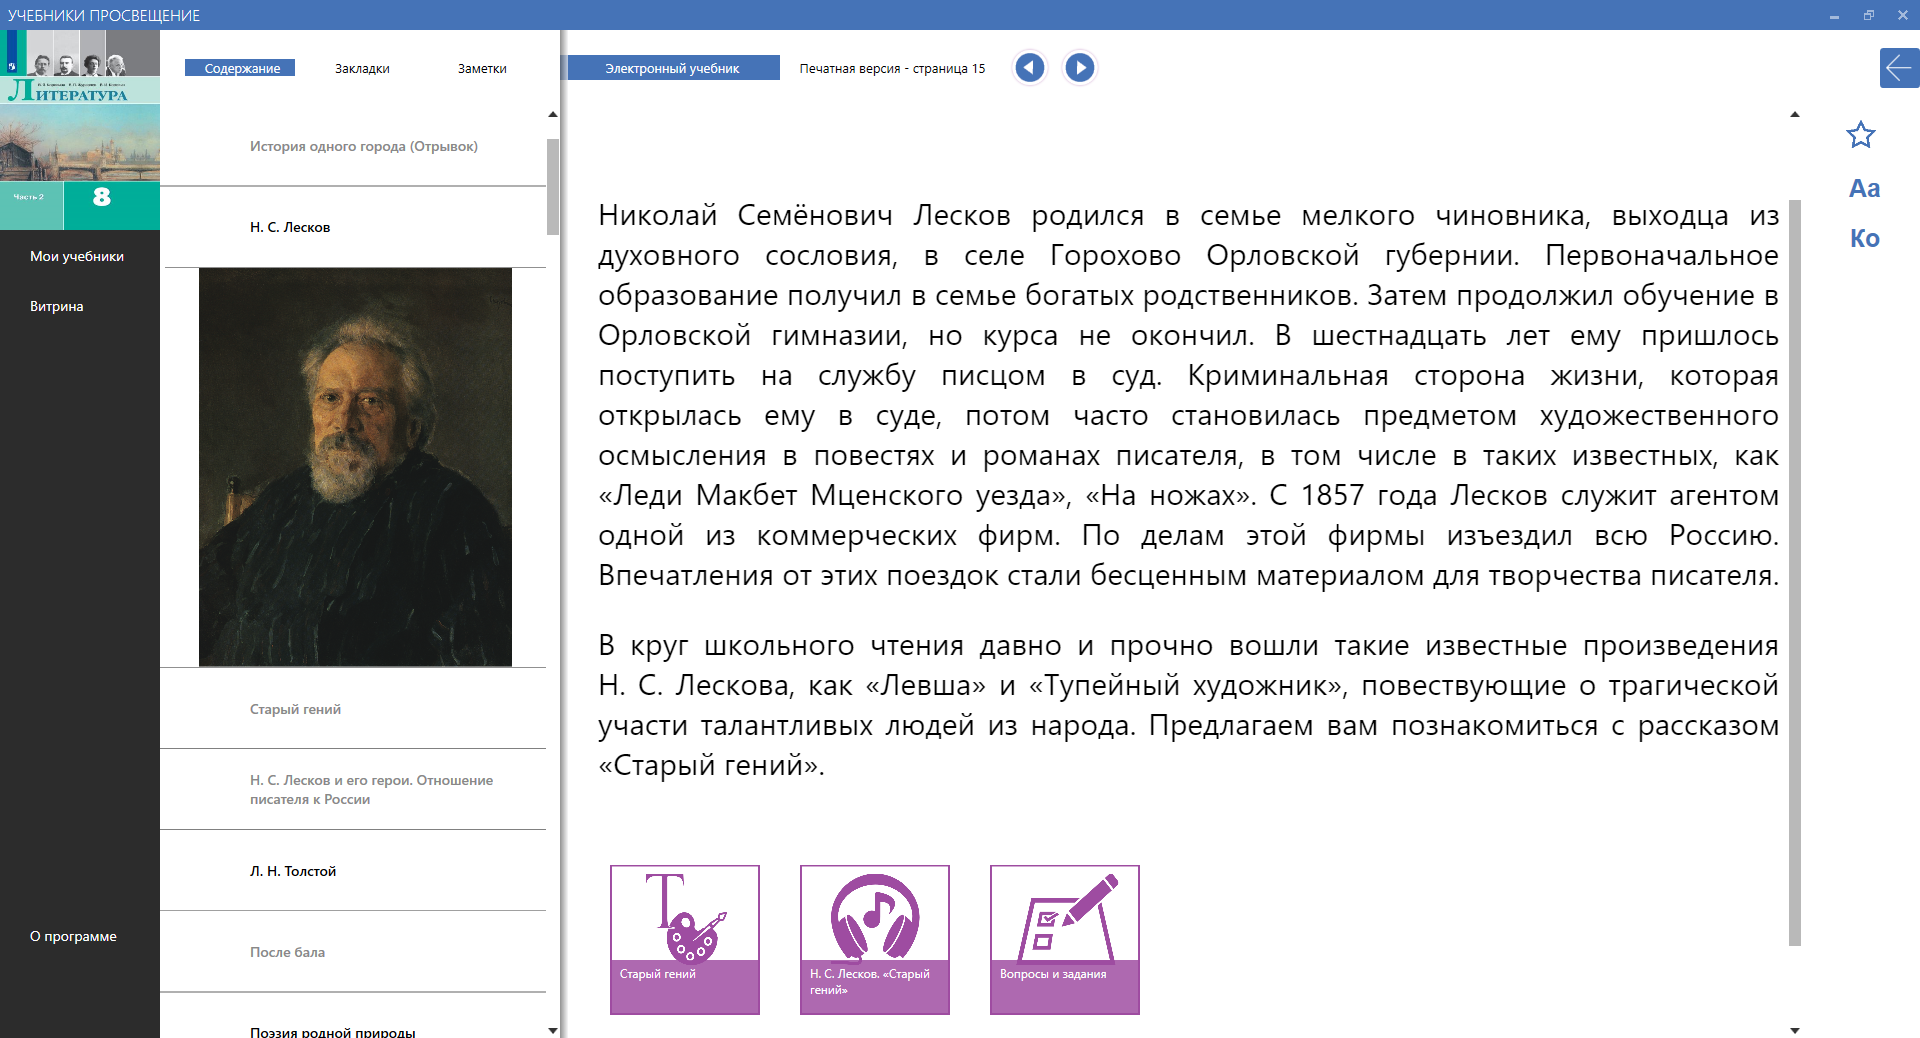 УЧЕБНИКИ ПРОСВЕЩЕНИЕ
ЛИТЕРАТУРА
Часть 2
8
Мои учебники
Витрина
О программе
Содержание
Закладки
Заметки
История одного города (Отрывок)
Н. С. Лесков
Старый гений
Н. С. Лесков и его герои. Отношение
писателя к России
Л. Н. Толстой
После бала
Поэзия родной природы
Электронный учебник
Печатная версия - страница 15
Николай Семёнович Лесков родился в семье мелкого чиновника, выходца из
духовного сословия, в селе Горохово Орловской губернии. Первоначальное
образование получил в семье богатых родственников. Затем продолжил обучение в
Орловской гимназии, но курса не окончил. В шестнадцать лет ему пришлось
поступить на службу писцом в суд. Криминальная сторона жизни, которая
открылась ему в суде, потом часто становилась предметом художественного
осмысления в повестях и романах писателя, в том числе в таких известных, как
«Леди Макбет Мценского уезда», «На ножах». С 1857 года Лесков служит агентом
одной из коммерческих фирм. По делам этой фирмы изъездил всю Россию.
Впечатления от этих поездок стали бесценным материалом для творчества писателя.
В круг школьного чтения давно и прочно вошли такие известные произведения
Н. С. Лескова, как «Левша» и «Тупейный художник», повествующие о трагической
участи талантливых людей из народа. Предлагаем вам познакомиться с рассказом
«Старый гений».
Т
Старый гений
Н. С. Лесков. «Старый
гений»
Вопросы и задания
Аа
Ко